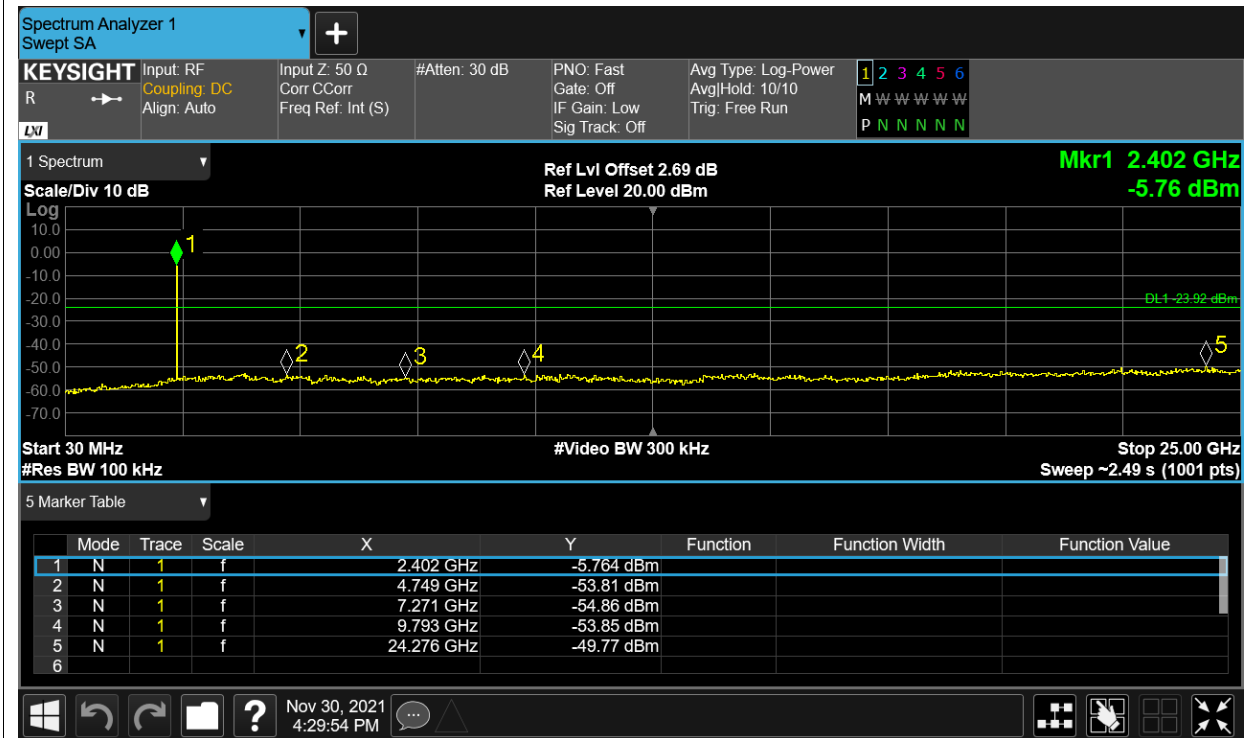 Spectrum Analyzer 1
Swept SA
+
KEYSIGHT
R
LXI
Input: RF
Coupling: DC
Align: Auto
Input Z: 50 Ω
Corr CCorr
Freq Ref: Int (S)
#Atten: 30 dB
PNO: Fast
Gate: Off
IF Gain: Low
Sig Track: Off
Avg Type: Log-Power
Avg|Hold: 10/10
Trig: Free Run
1 2 3 4 5 6
M W W W W W
P N N N N N
1 Spectrum
Scale/Div 10 dB
Ref Lvl Offset 2.69 dB
Ref Level 20.00 dBm
Mkr1 2.402 GHz
-5.76 dBm
Log
10.0
0.00
-10.0
-20.0
-30.0
-40.0
-50.0
-60.0
-70.0
1
2
3
4
5
DL1 -23.92 dBm
Start 30 MHz
#Res BW 100 kHz
#Video BW 300 kHz
Stop 25.00 GHz
Sweep ~2.49 s (1001 pts)
5 Marker Table
Mode Trace Scale X Y Function Function Width Function Value
1 N 1 f 2.402 GHz -5.764 dBm
2 N 1 f 4.749 GHz -53.81 dBm
3 N 1 f 7.271 GHz -54.86 dBm
4 N 1 f 9.793 GHz -53.85 dBm
5 N 1 f 24.276 GHz -49.77 dBm
6
?
Nov 30, 2021
4:29:54 PM